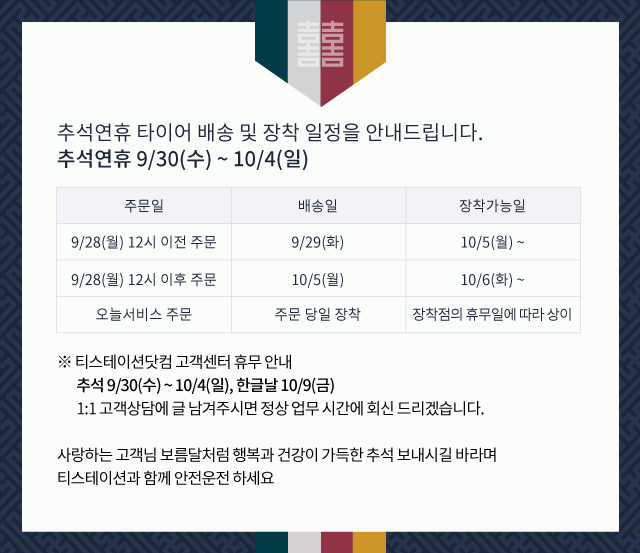 囍
추석연휴 타이어 배송 및 장착 일정을 안내드립니다.
추석연휴 9/30(수) ~ 10/4(일)
주문일 배송일 장착가능일
9/28(월) 12시 이전 주문 9/29(화) 10/5(월) ~
9/28(월) 12시 이후 주문 10/5(월) 10/6(화) ~
오늘서비스 주문 주문 당일 장착 장착점의 휴무일에 따라 상이
※ 티스테이션닷컴 고객센터 휴무 안내
추석 9/30(수) ~ 10/4(일), 한글날 10/9(금)
1:1 고객상담에 글 남겨주시면 정상 업무 시간에 회신 드리겠습니다.
사랑하는 고객님 보름달처럼 행복과 건강이 가득한 추석 보내시길 바라며
티스테이션과 함께 안전운전 하세요